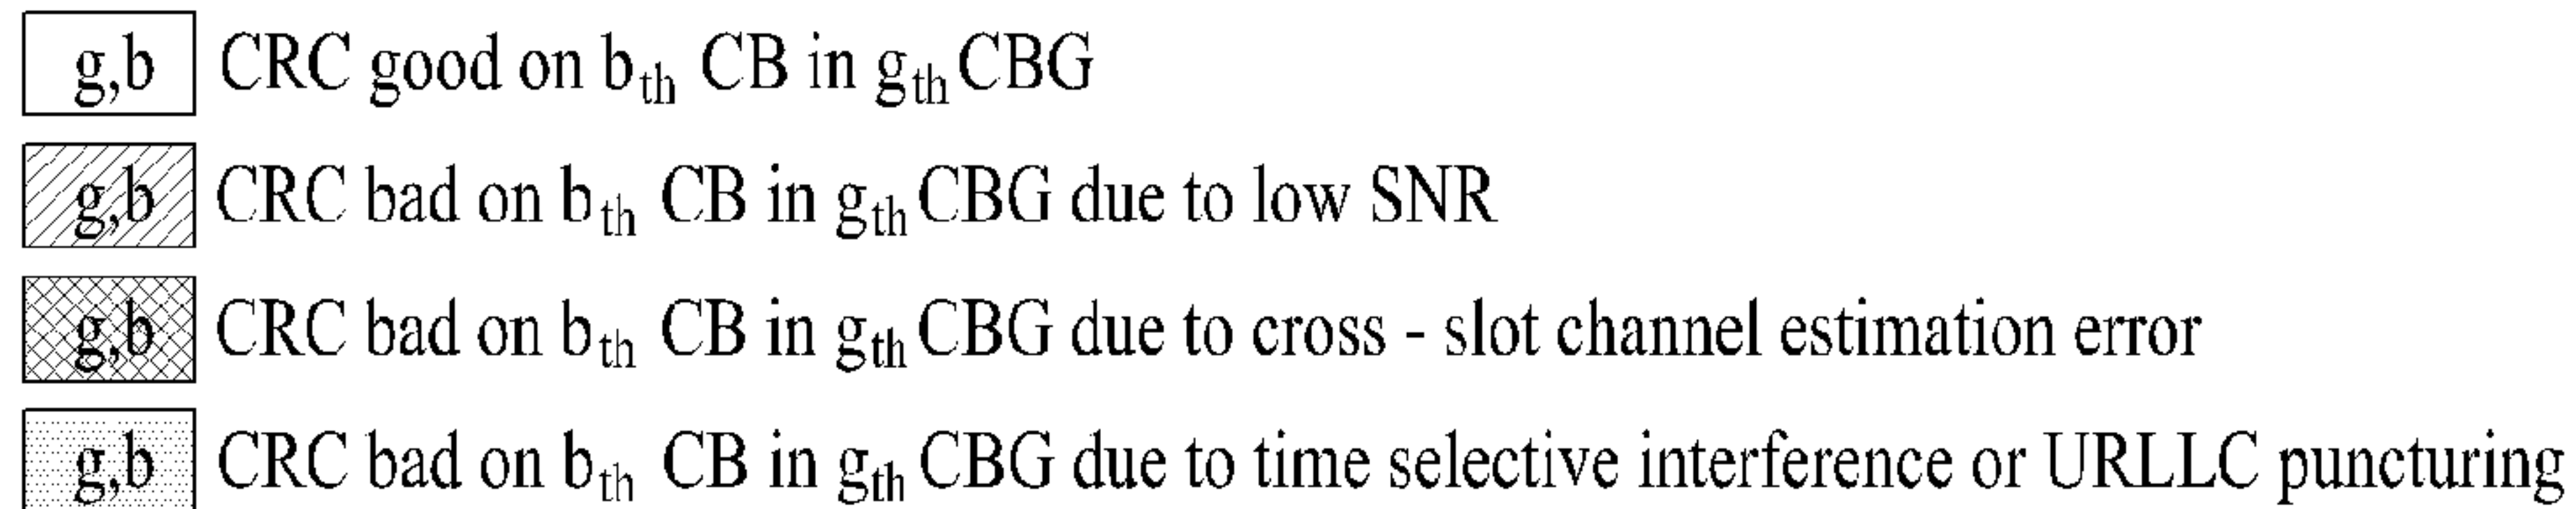 g,b CRC good on bth CB in gth CBG
g,b CRC bad on bth CB in gth CBG due to low SNR
g,b CRC bad on bth CB in gth CBG due to cross - slot channel estimation error
g,b CRC bad on bth CB in gth CBG due to time selective interference or URLLC puncturing